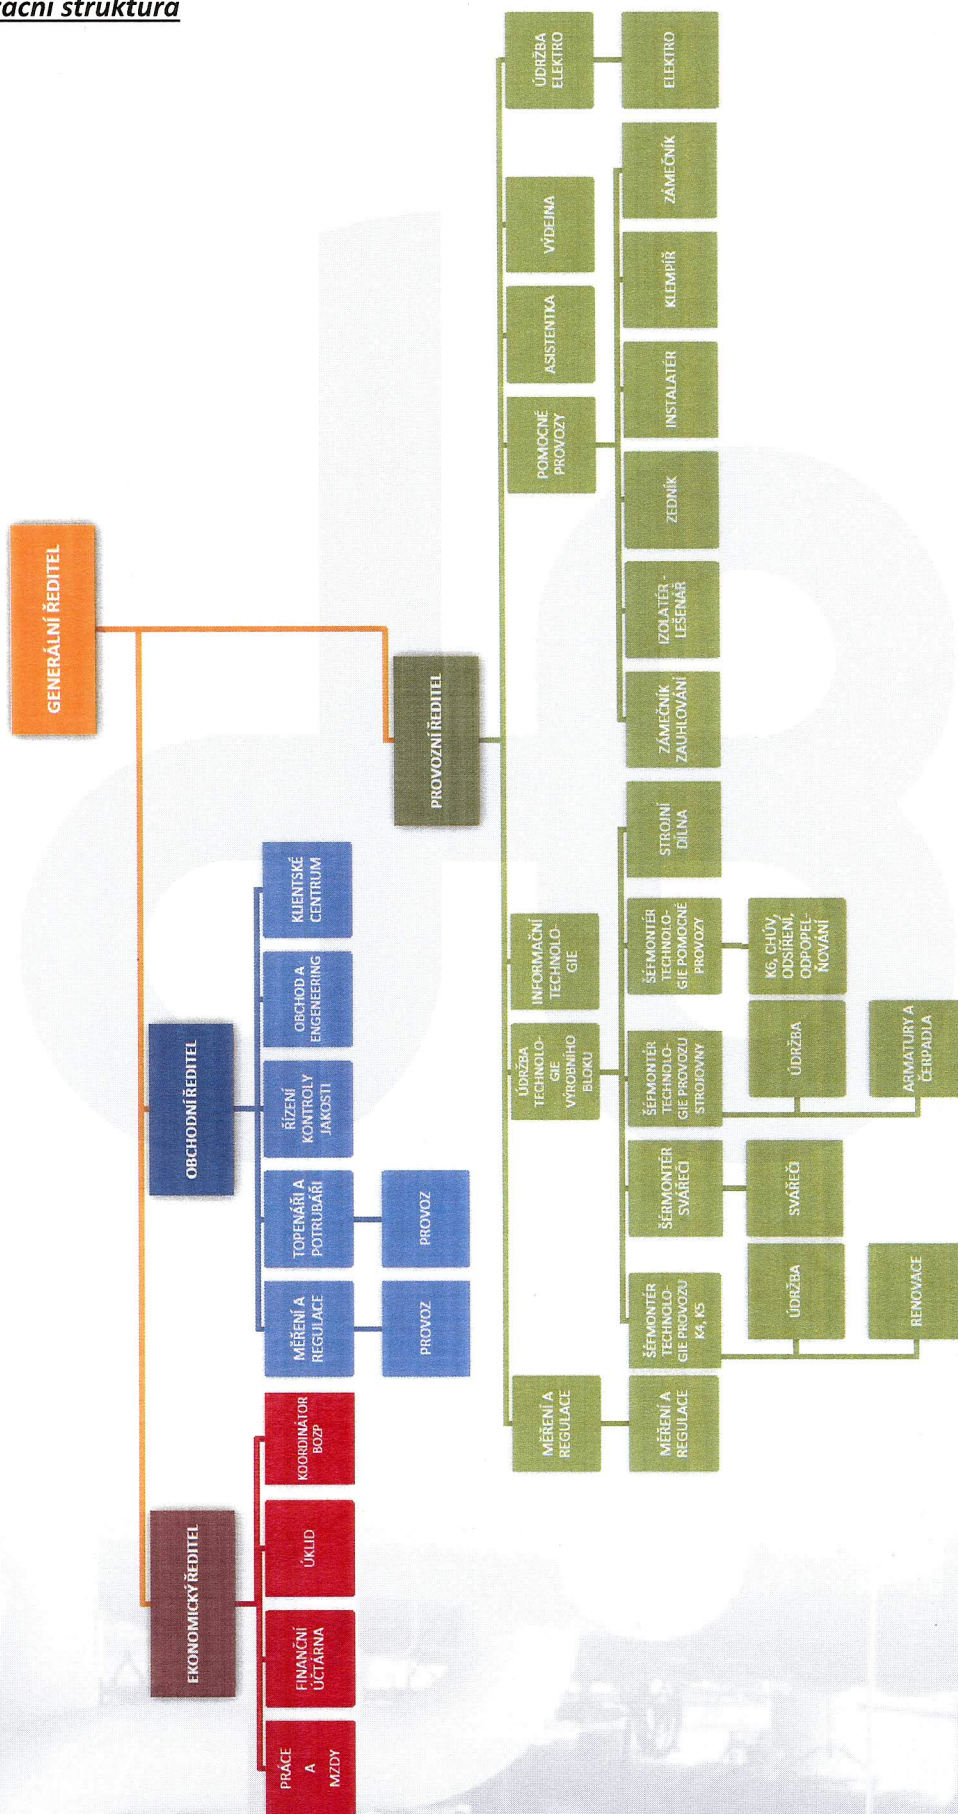 ační struktura
GENERÁLNÍ ŘEDITEL
EKONOMICKÝ ŘEDITEL
OBCHODNÍ ŘEDITEL
PROVOZNÍ ŘEDITEL
PRÁCE
A
MZDY
FINANČNÍ
ÚČTÁRNA
ÚKLID
KOORDINÁTOR
BOZP
MĚŘENÍ A
REGULACE
TOPENÁŘI A
POTRUBÁŘI
ŘÍZENÍ
KONTROLY
JAKOSTI
OBCHOD A
ENGENEERING
KLIENTSKÉ
CENTRUM
PROVOZ
PROVOZ
MĚŘENÍ A
REGULACE
ÚDRŽBA
TECHNOLO-
GIE
VÝROBNÍHO
BLOKU
INFORMAČNÍ
TECHNOLO-
GIE
POMOCNÉ
PROVOZY
ASISTENTKA
VÝDEJNA
ÚDRŽBA
ELEKTRO
MĚŘENÍ A
REGULACE
ŠÉFMONTÉR
TECHNOLO-
GIE PROVOZU
K4, K5
ŠÉRMONTÉR
SVÁŘEČI
ŠÉFMONTÉR
TECHNOLO-
GIE PROVOZU
STROJOVNY
ŠÉFMONTÉR
TECHNOLO-
GIE POMOCNÉ
PROVOZY
STROJNÍ
DÍLNA
ZÁMEČNÍK
ZAUHLOVÁNÍ
IZOLATÉR -
LEŠENÁŘ
ZEDNÍK
INSTALATÉR
KLEMPÍŘ
ZÁMEČNÍK
ELEKTRO
ÚDRŽBA
SVÁŘEČI
ÚDRŽBA
K6, CHÚV,
ODSÍŘENÍ,
ODPOPEL-
ŇOVÁNÍ
RENOVACE
ARMATURY A
ČERPADLA